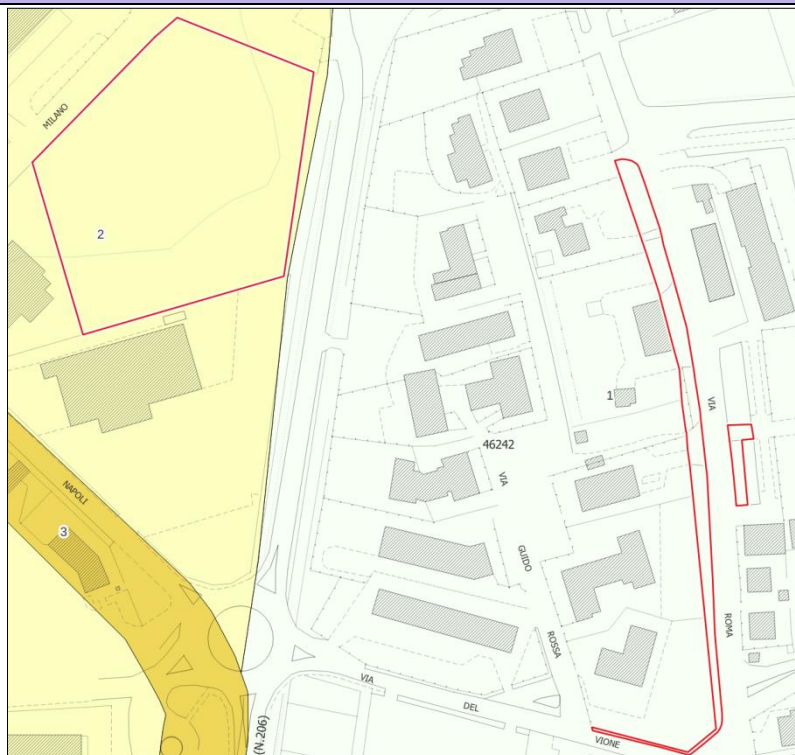 MILANO
2
1
VIA
46242
VIA
NAPOLI
3
GUIDO
ROSSA
ROMA
VIA
DEL
VIONE
(N.206)